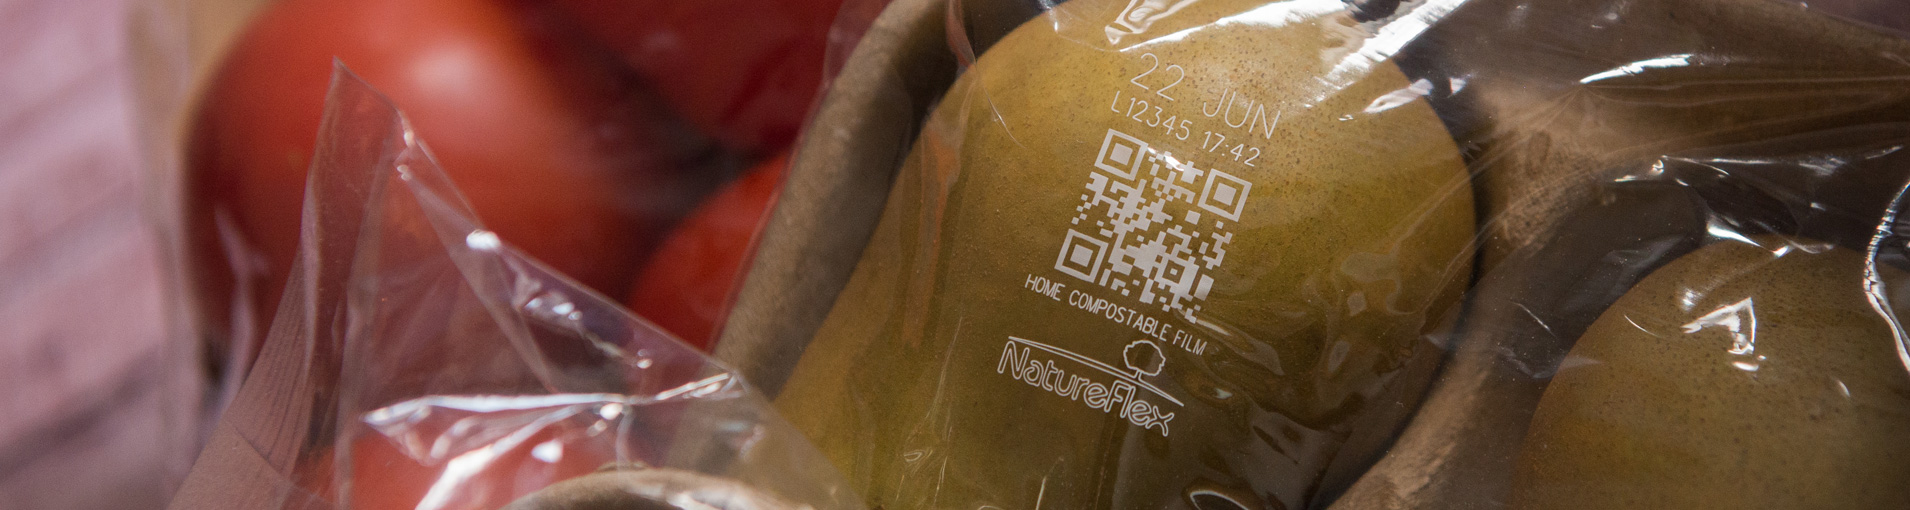 22 JUN
L12345 17:42
HOME COMPOSTABLE FILM
NatureFlex